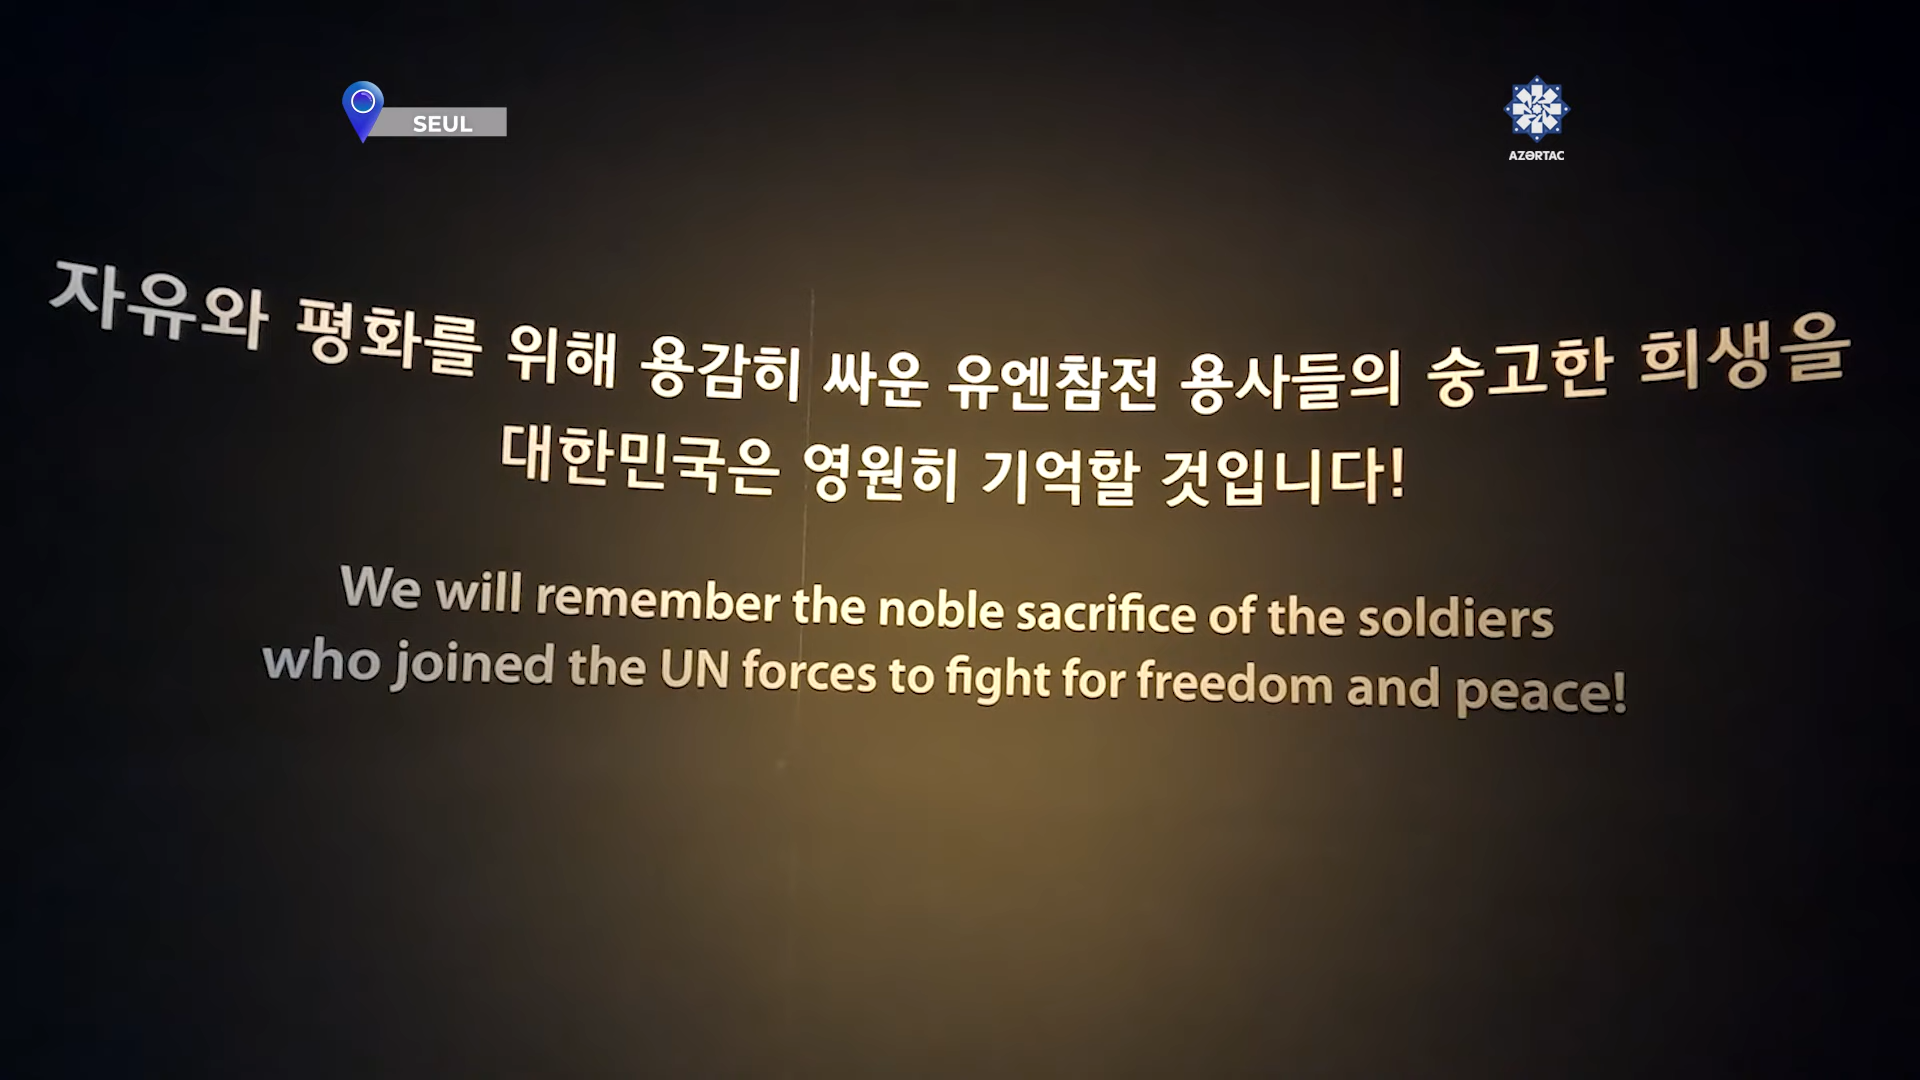 SEUL
AZƏRTAC
자유와 평화를 위해 용감히 싸운 유엔참전 용사들의 숭고한 희생을
대한민국은 영원히 기억할 것입니다!
We will remember the noble sacrifice of the soldiers
who joined the UN forces to fight for freedom and peace!